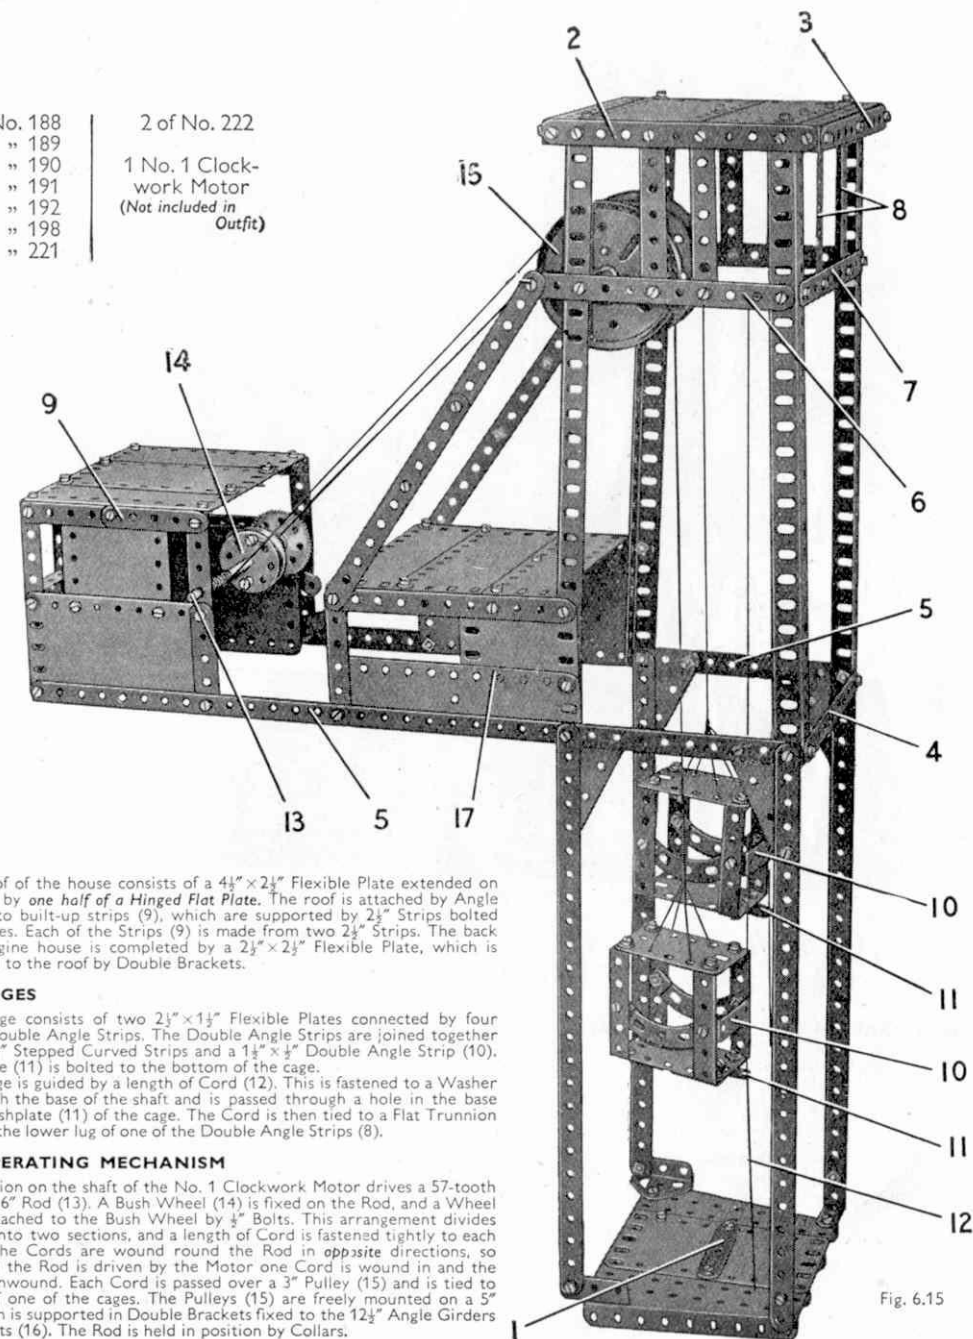 2
3
No. 188
„ 189
„ 190
„ 191
„ 192
„ 198
„ 221
2 of No. 222
1 No. 1 Clock-
work Motor
(Not included in
Outfit)
15
8
14
9
7
6
5
4
13
5
17
10
11
10
11
12
1
of of the house consists of a 4½″ × 2½″ Flexible Plate extended on
by one half of a Hinged Flat Plate. The roof is attached by Angle
to built-up strips (9), which are supported by 2½″ Strips bolted
es. Each of the Strips (9) is made from two 2½″ Strips. The back
gine house is completed by a 2½″ × 2½″ Flexible Plate, which is
to the roof by Double Brackets.
GES
ge consists of two 2½″ × 1½″ Flexible Plates connected by four
ouble Angle Strips. The Double Angle Strips are joined together
″ Stepped Curved Strips and a 1½″ × ½″ Double Angle Strip (10).
e (11) is bolted to the bottom of the cage.
ge is guided by a length of Cord (12). This is fastened to a Washer
h the base of the shaft and is passed through a hole in the base
shplate (11) of the cage. The Cord is then tied to a Flat Trunnion
the lower lug of one of the Double Angle Strips (8).
ERATING MECHANISM
ion on the shaft of the No. 1 Clockwork Motor drives a 57-tooth
6″ Rod (13). A Bush Wheel (14) is fixed on the Rod, and a Wheel
ached to the Bush Wheel by ½″ Bolts. This arrangement divides
nto two sections, and a length of Cord is fastened tightly to each
he Cords are wound round the Rod in opposite directions, so
the Rod is driven by the Motor one Cord is wound in and the
nwound. Each Cord is passed over a 3″ Pulley (15) and is tied to
f one of the cages. The Pulleys (15) are freely mounted on a 5″
h is supported in Double Brackets fixed to the 12½″ Angle Girders
ts (16). The Rod is held in position by Collars.
Fig. 6.15